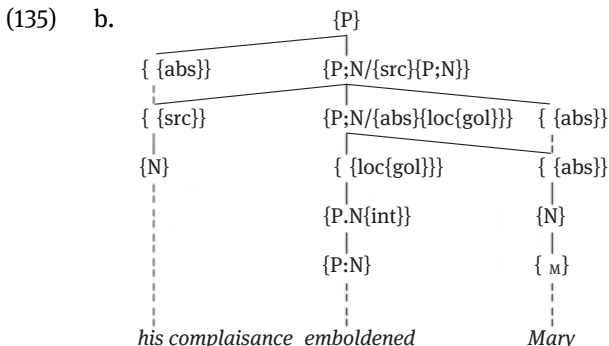 (135) b. {P}
{ {abs}} {P;N/{src}{P;N}}
{ {src}} {P;N/{abs}{loc{gol}}} { {abs}}
{N} { {loc{gol}}} { {abs}}
{P.N{int}} {N}
{P:N} { M}
his complaisance emboldened Mary